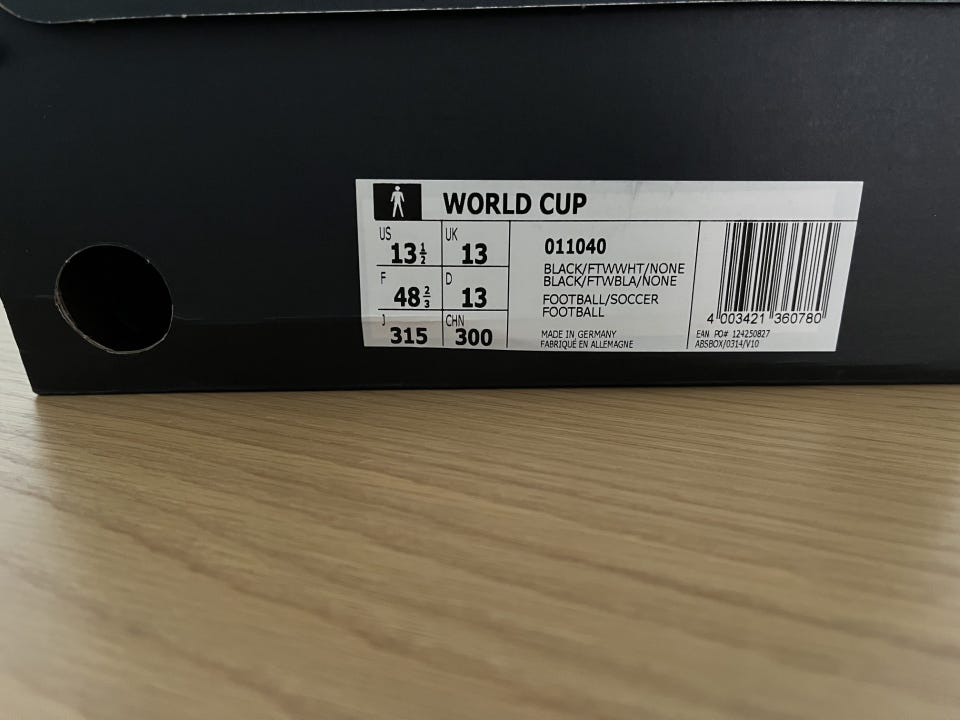 WORLD CUP
US 13½ UK 13
F 48⅔ D 13
J 315 CHN 300
011040
BLACK/FTWWHT/NONE
BLACK/FTWBLA/NONE
FOOTBALL/SOCCER
FOOTBALL
MADE IN GERMANY
FABRIQUÉ EN ALLEMAGNE
4 003421 360780
EAN PO# 124250827
ABSBOX/0314/V10